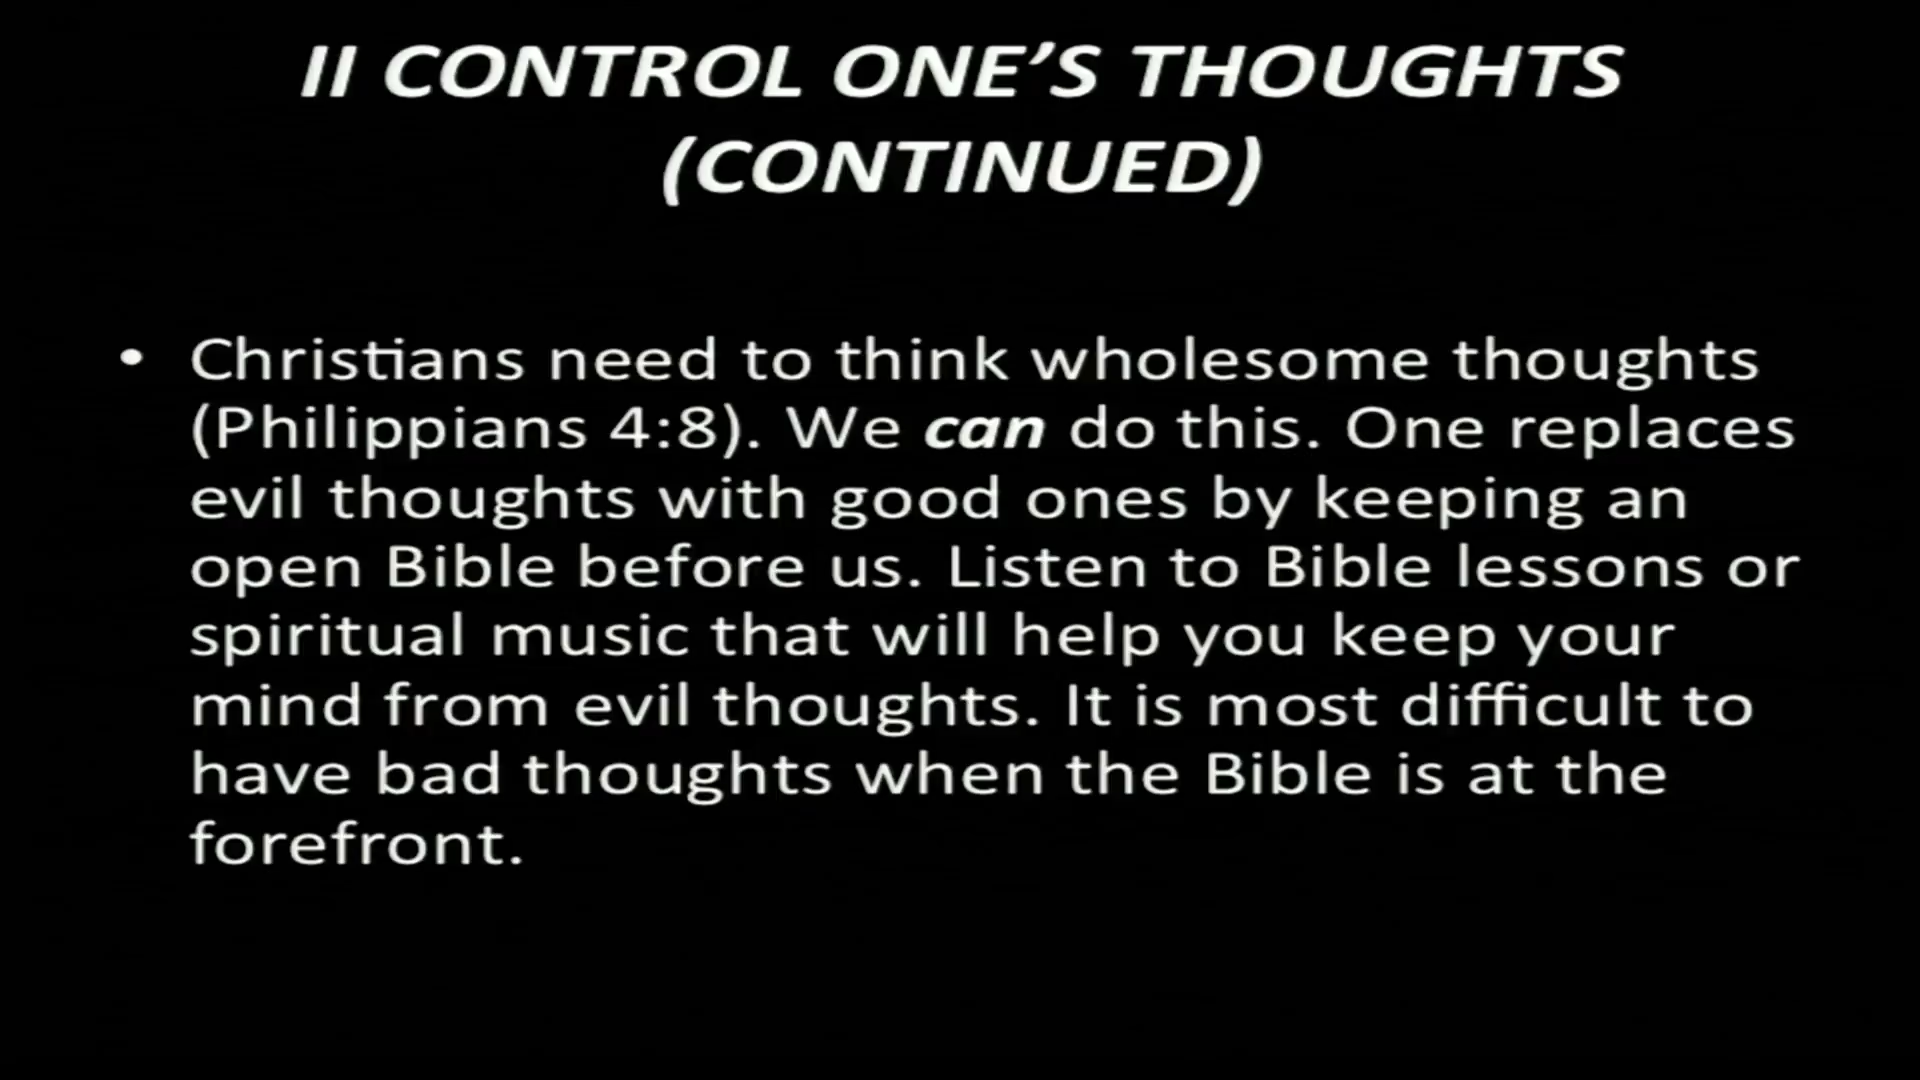 II CONTROL ONE’S THOUGHTS
(CONTINUED)
• Christians need to think wholesome thoughts
(Philippians 4:8). We can do this. One replaces
evil thoughts with good ones by keeping an
open Bible before us. Listen to Bible lessons or
spiritual music that will help you keep your
mind from evil thoughts. It is most difficult to
have bad thoughts when the Bible is at the
forefront.